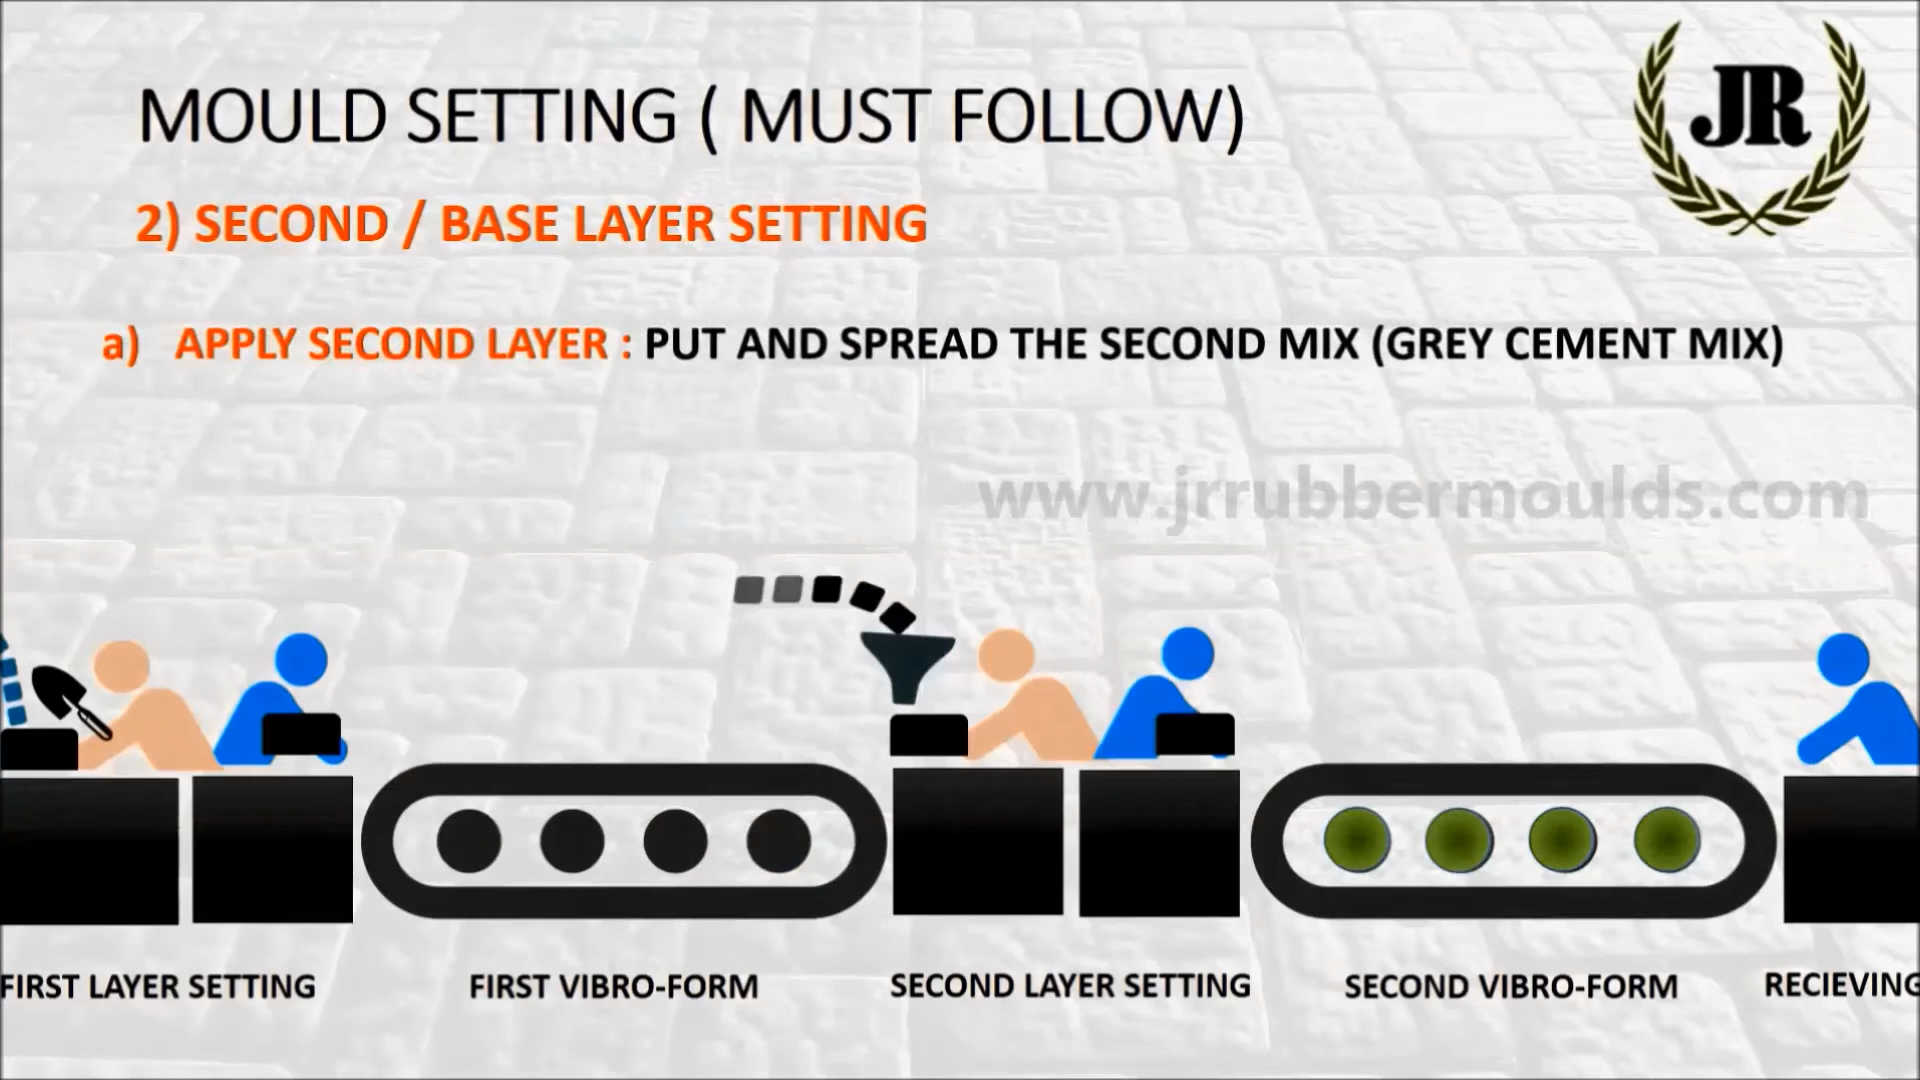 MOULD SETTING ( MUST FOLLOW)
JR
2) SECOND / BASE LAYER SETTING
a) APPLY SECOND LAYER : PUT AND SPREAD THE SECOND MIX (GREY CEMENT MIX)
www.jrrubbermoulds.com
FIRST LAYER SETTING
FIRST VIBRO-FORM
SECOND LAYER SETTING
SECOND VIBRO-FORM
RECIEVING